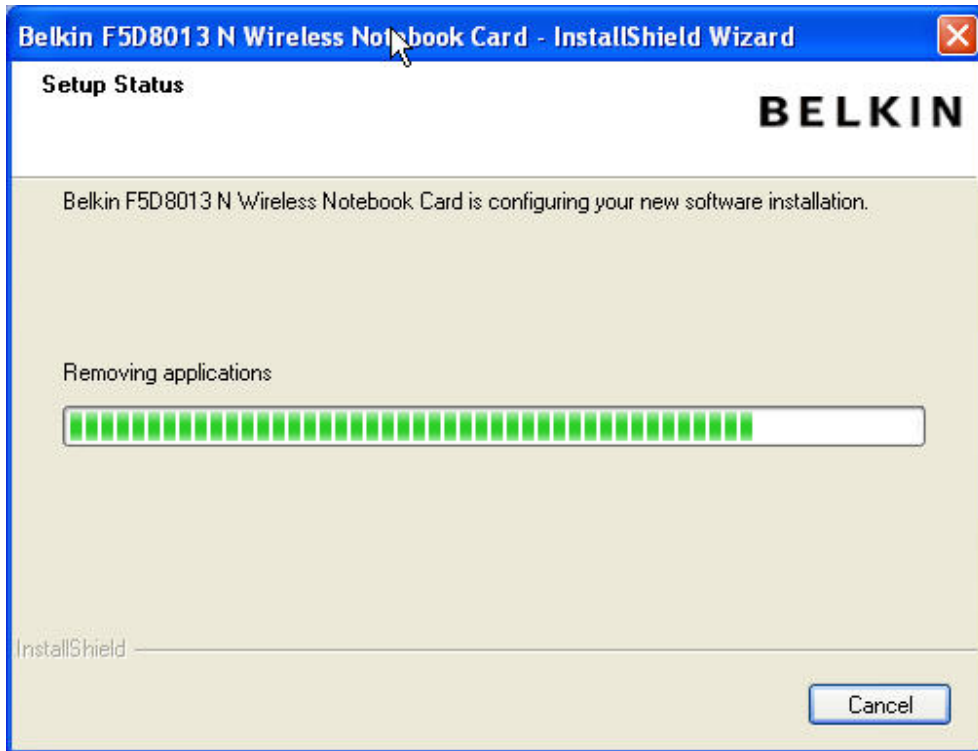 Belkin F5D8013 N Wireless Notebook Card - InstallShield Wizard
Setup Status
BELKIN
Belkin F5D8013 N Wireless Notebook Card is configuring your new software installation.
Removing applications
InstallShield
Cancel